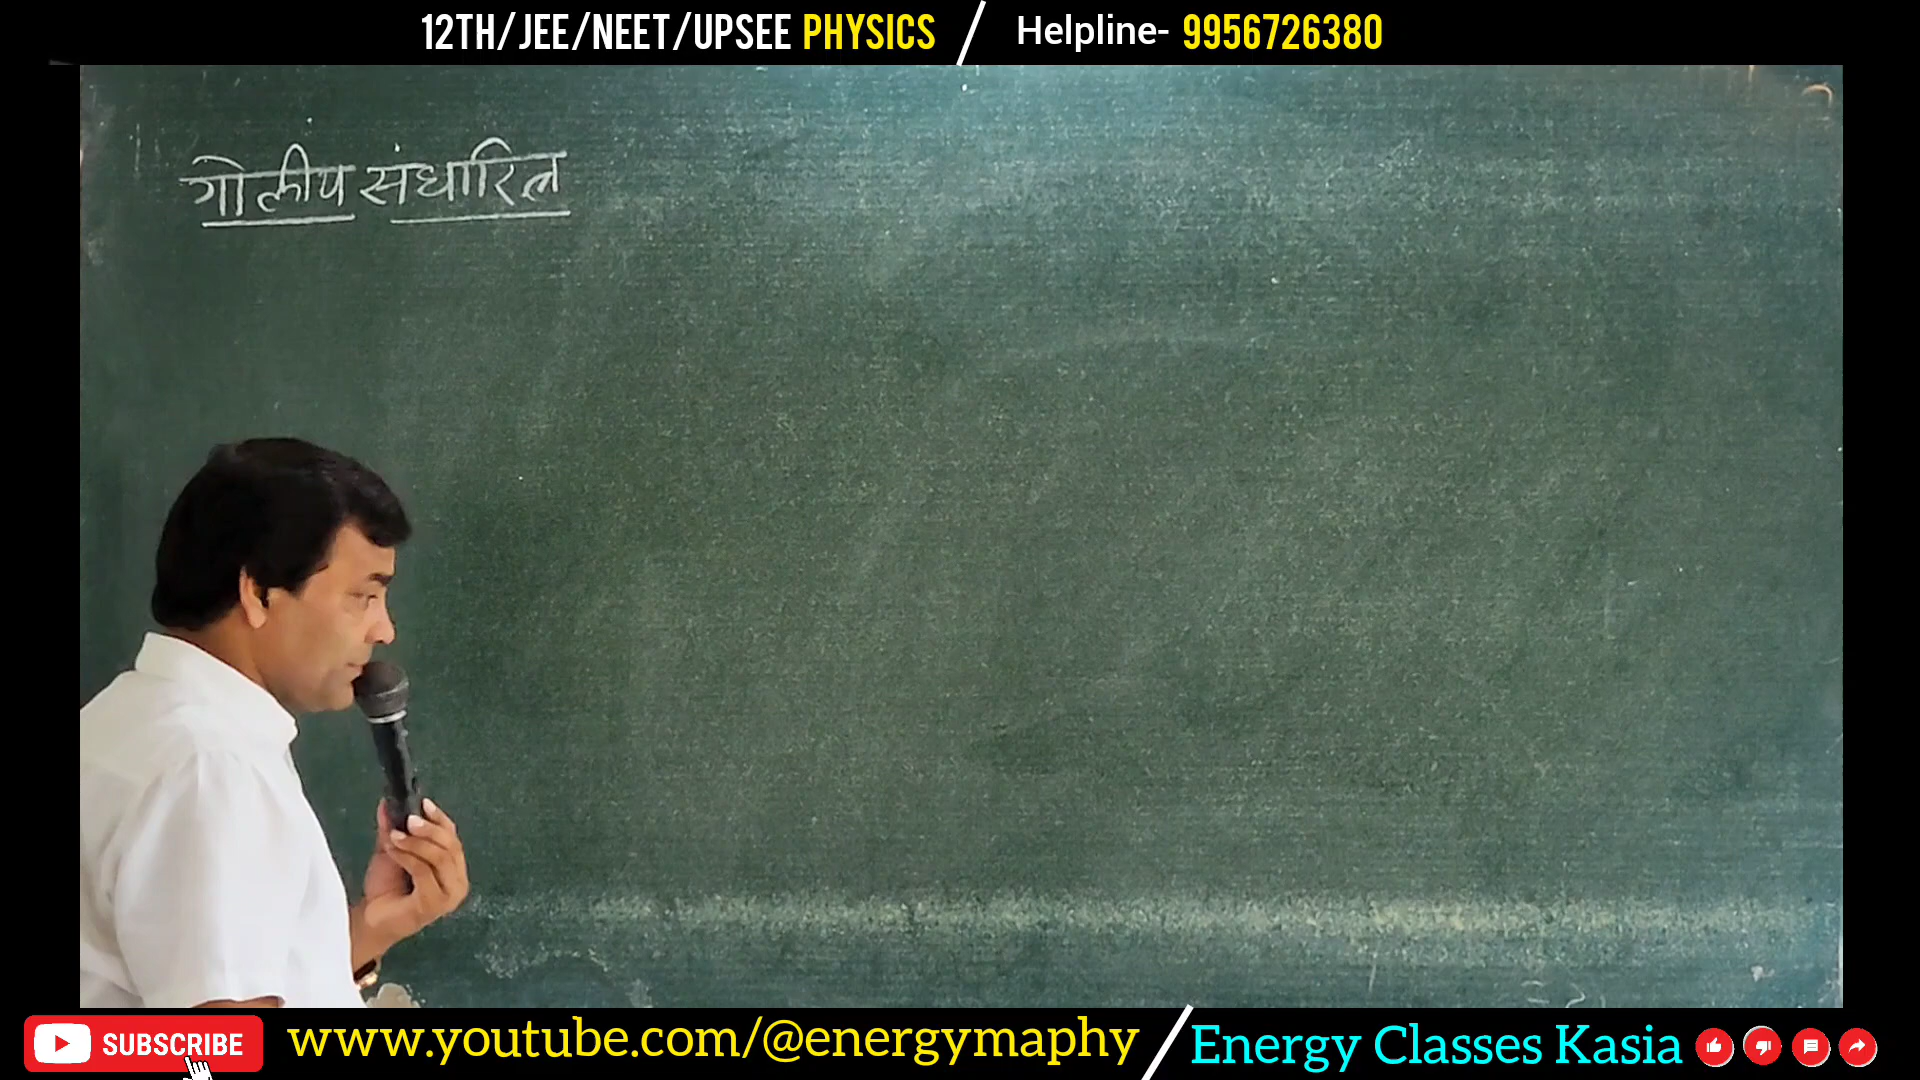 12TH/JEE/NEET/UPSEE PHYSICS / Helpline- 9956726380
गोलीय संधारित्र
SUBSCRIBE www.youtube.com/@energymaphy / Energy Classes Kasia